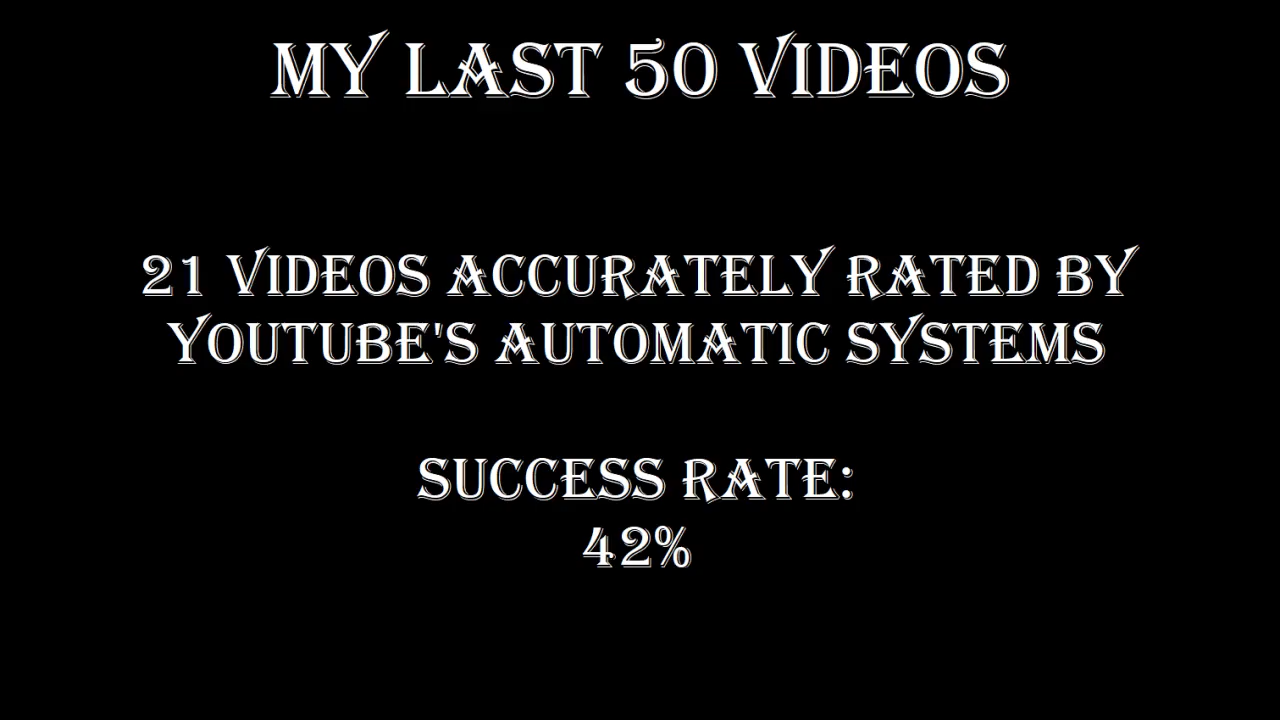 MY LAST 50 VIDEOS
21 VIDEOS ACCURATELY RATED BY
YOUTUBE'S AUTOMATIC SYSTEMS
SUCCESS RATE:
42%